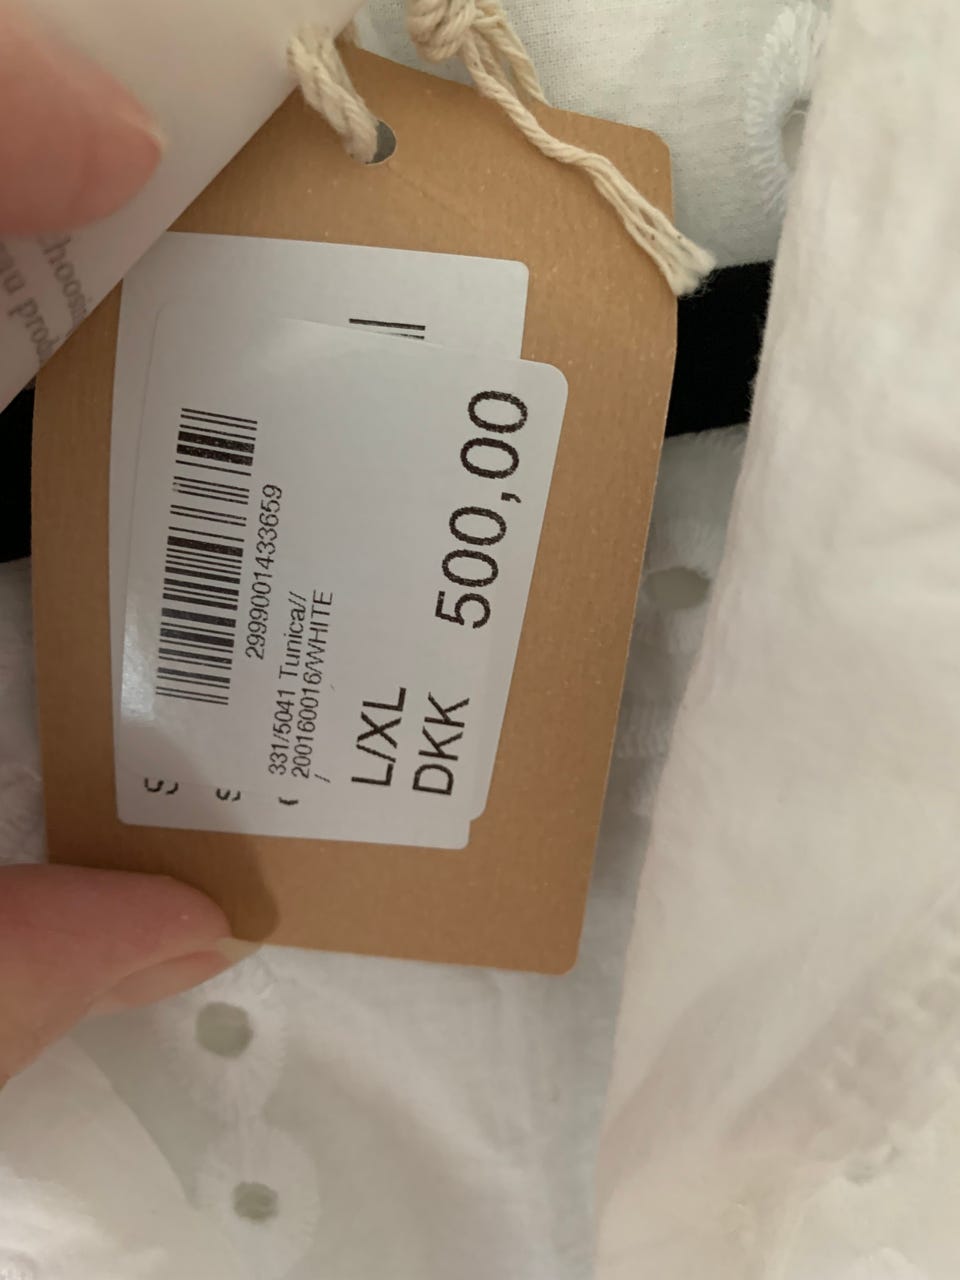 2999001433659
331/5041 Tunica//
200160016/WHITE
/
L/XL
DKK 500,00
S
S